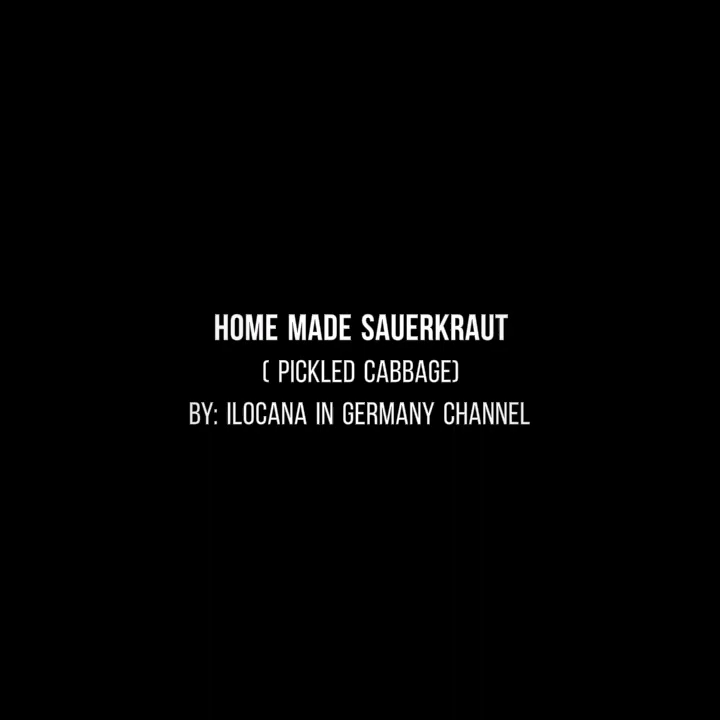 HOME MADE SAUERKRAUT
( PICKLED CABBAGE)
BY: ILOCANA IN GERMANY CHANNEL